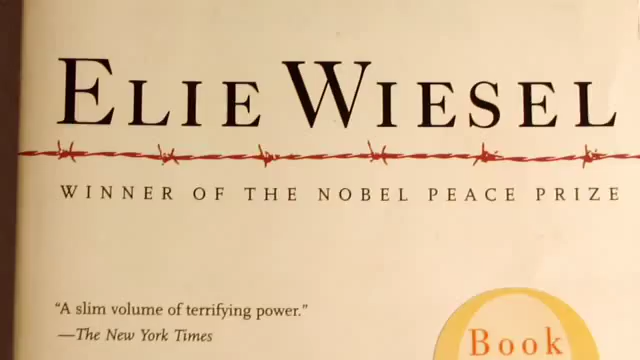 ELIE WIESEL
WINNER OF THE NOBEL PEACE PRIZE
“A slim volume of terrifying power.”
—The New York Times
Book